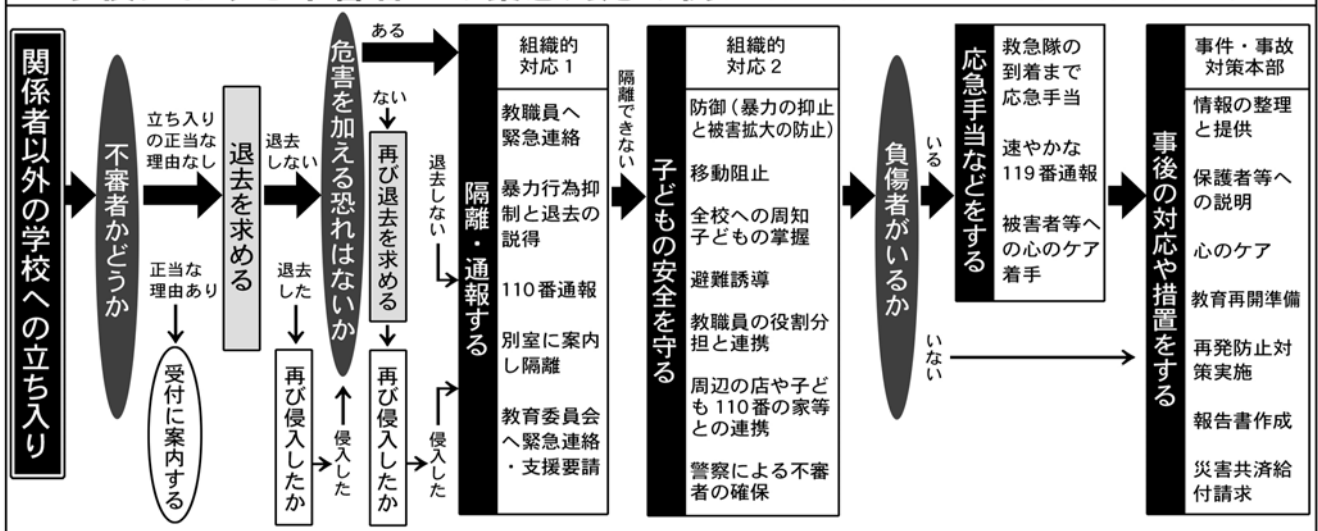 関係者以外の学校への立ち入り
不審者かどうか
立ち入り
の正当な
理由なし
正当な
理由あり
受付に案内する
退去を求める
退去
しない
退去
した
再び侵入したか
侵入した
危害を加える恐れはないか
ある
ない
再び退去を求める
再び侵入したか
退去しない
侵入した
隔離・通報する
組織的
対応1
教職員へ
緊急連絡
暴力行為抑
制と退去の
説得
110番通報
別室に案内
し隔離
教育委員会
へ緊急連絡
・支援要請
隔離できない
子どもの安全を守る
組織的
対応2
防御(暴力の抑止
と被害拡大の防止)
移動阻止
全校への周知
子どもの掌握
避難誘導
教職員の役割分
担と連携
周辺の店や子ど
も110番の家等
との連携
警察による不審
者の確保
負傷者がいるか
いる
いない
応急手当などをする
救急隊の
到着まで
応急手当
速やかな
119番通報
被害者等へ
の心のケア
着手
事後の対応や措置をする
事件・事故
対策本部
情報の整理
と提供
保護者等へ
の説明
心のケア
教育再開準備
再発防止対
策実施
報告書作成
災害共済給
付請求